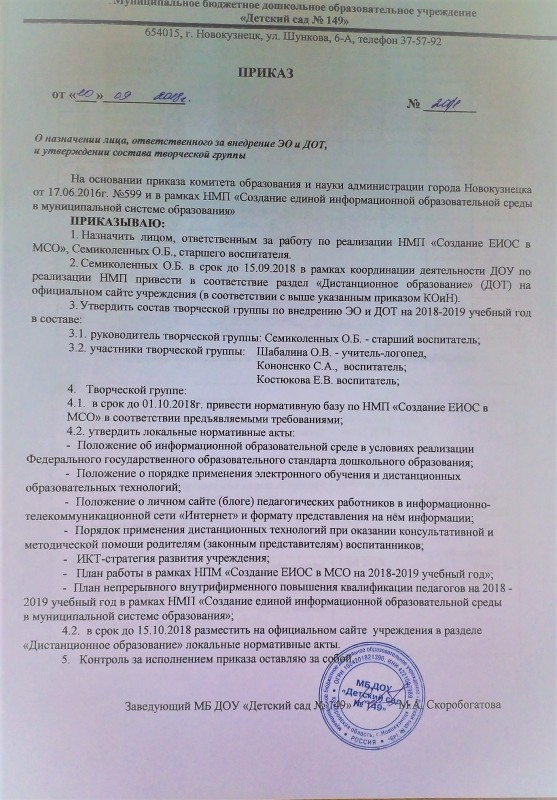 Муниципальное бюджетное дошкольное образовательное учреждение
«Детский сад № 149»
654015, г. Новокузнецк, ул. Шункова, 6-А, телефон 37-57-92
ПРИКАЗ
от «20» 09 2018г.
№ 20/1
О назначении лица, ответственного за внедрение ЭО и ДОТ,
и утверждении состава творческой группы
На основании приказа комитета образования и науки администрации города Новокузнецка
от 17.06.2016г. №599 и в рамках НМП «Создание единой информационной образовательной среды
в муниципальной системе образования»
ПРИКАЗЫВАЮ:
1. Назначить лицом, ответственным за работу по реализации НМП «Создание ЕИОС в
МСО», Семиколенных О.Б., старшего воспитателя.
2. Семиколенных О.Б. в срок до 15.09.2018 в рамках координации деятельности ДОУ по
реализации НМП привести в соответствие раздел «Дистанционное образование» (ДОТ) на
официальном сайте учреждения (в соответствии с выше указанным приказом КОиН).
3. Утвердить состав творческой группы по внедрению ЭО и ДОТ на 2018-2019 учебный год
в составе:
3.1. руководитель творческой группы: Семиколенных О.Б. - старший воспитатель;
3.2. участники творческой группы: Шабалина О.В. - учитель-логопед,
Кононенко С.А., воспитатель;
Костюкова Е.В. воспитатель;
4. Творческой группе:
4.1. в срок до 01.10.2018г. привести нормативную базу по НМП «Создание ЕИОС в
МСО» в соответствии предъявляемыми требованиями;
4.2. утвердить локальные нормативные акты:
- Положение об информационной образовательной среде в условиях реализации
Федерального государственного образовательного стандарта дошкольного образования;
- Положение о порядке применения электронного обучения и дистанционных
образовательных технологий;
- Положение о личном сайте (блоге) педагогических работников в информационно-
телекоммуникационной сети «Интернет» и формату представления на нём информации;
- Порядок применения дистанционных технологий при оказании консультативной и
методической помощи родителям (законным представителям) воспитанников;
- ИКТ-стратегия развития учреждения;
- План работы в рамках НПМ «Создание ЕИОС в МСО на 2018-2019 учебный год»;
- План непрерывного внутрифирменного повышения квалификации педагогов на 2018 -
2019 учебный год в рамках НМП «Создание единой информационной образовательной среды
в муниципальной системе образования»;
4.2. в срок до 15.10.2018 разместить на официальном сайте учреждения в разделе
«Дистанционное образование» локальные нормативные акты.
5. Контроль за исполнением приказа оставляю за собой.
Заведующий МБ ДОУ «Детский сад № 149» М.А. Скоробогатова
МБ ДОУ
«Детский сад
№ 149»
РОССИЯ